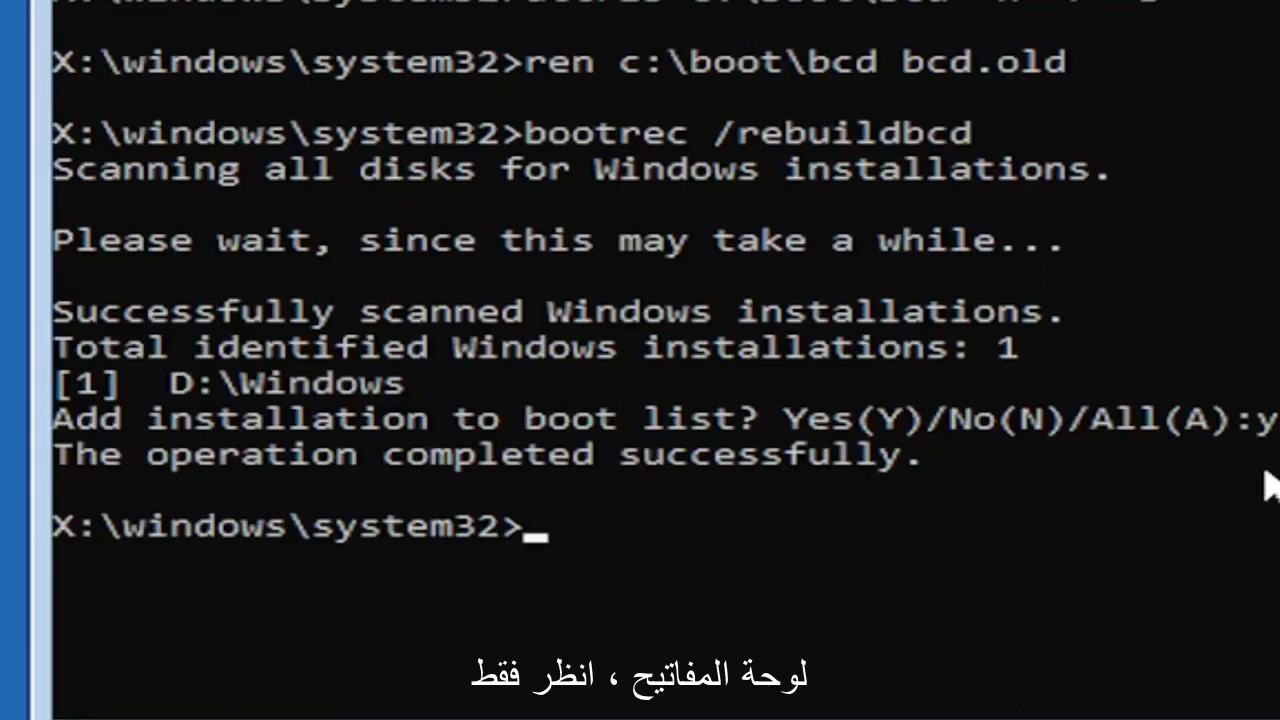 X:\windows\system32>ren c:\boot\bcd bcd.old
X:\windows\system32>bootrec /rebuildbcd
Scanning all disks for Windows installations.
Please wait, since this may take a while...
Successfully scanned Windows installations.
Total identified Windows installations: 1
[1]  D:\Windows
Add installation to boot list? Yes(Y)/No(N)/All(A):y
The operation completed successfully.
X:\windows\system32>
لوحة المفاتيح ، انظر فقط